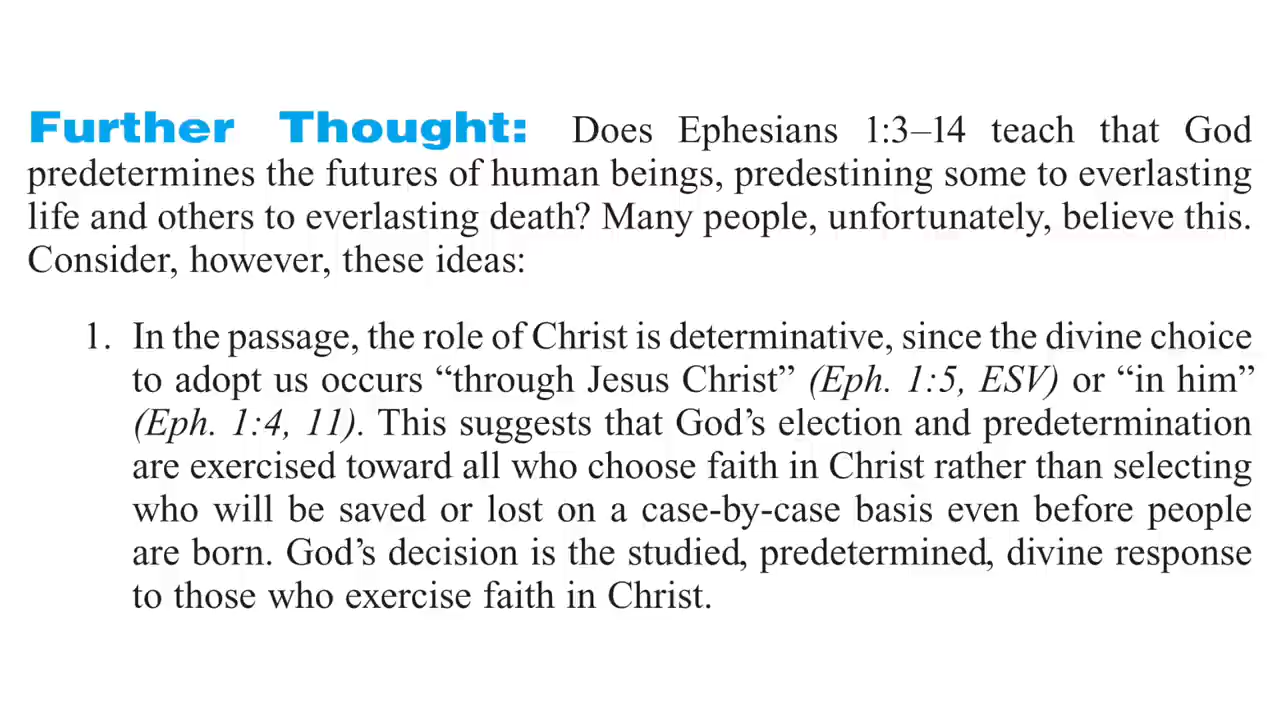 Further Thought: Does Ephesians 1:3–14 teach that God
predetermines the futures of human beings, predestining some to everlasting
life and others to everlasting death? Many people, unfortunately, believe this.
Consider, however, these ideas:
1. In the passage, the role of Christ is determinative, since the divine choice
to adopt us occurs “through Jesus Christ” (Eph. 1:5, ESV) or “in him”
(Eph. 1:4, 11). This suggests that God’s election and predetermination
are exercised toward all who choose faith in Christ rather than selecting
who will be saved or lost on a case-by-case basis even before people
are born. God’s decision is the studied, predetermined, divine response
to those who exercise faith in Christ.